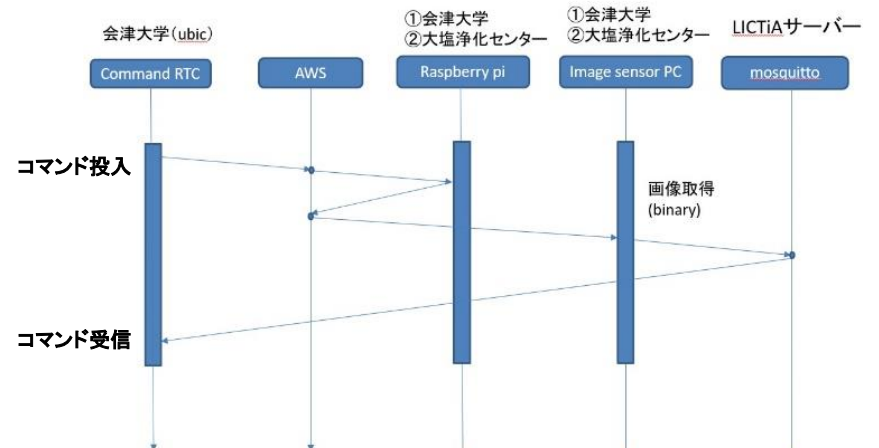 会津大学(ubic)
①会津大学
②大塩浄化センター
①会津大学
②大塩浄化センター
LICTiAサーバー
Command RTC
AWS
Raspberry pi
Image sensor PC
mosquitto
コマンド投入
画像取得
(binary)
コマンド受信